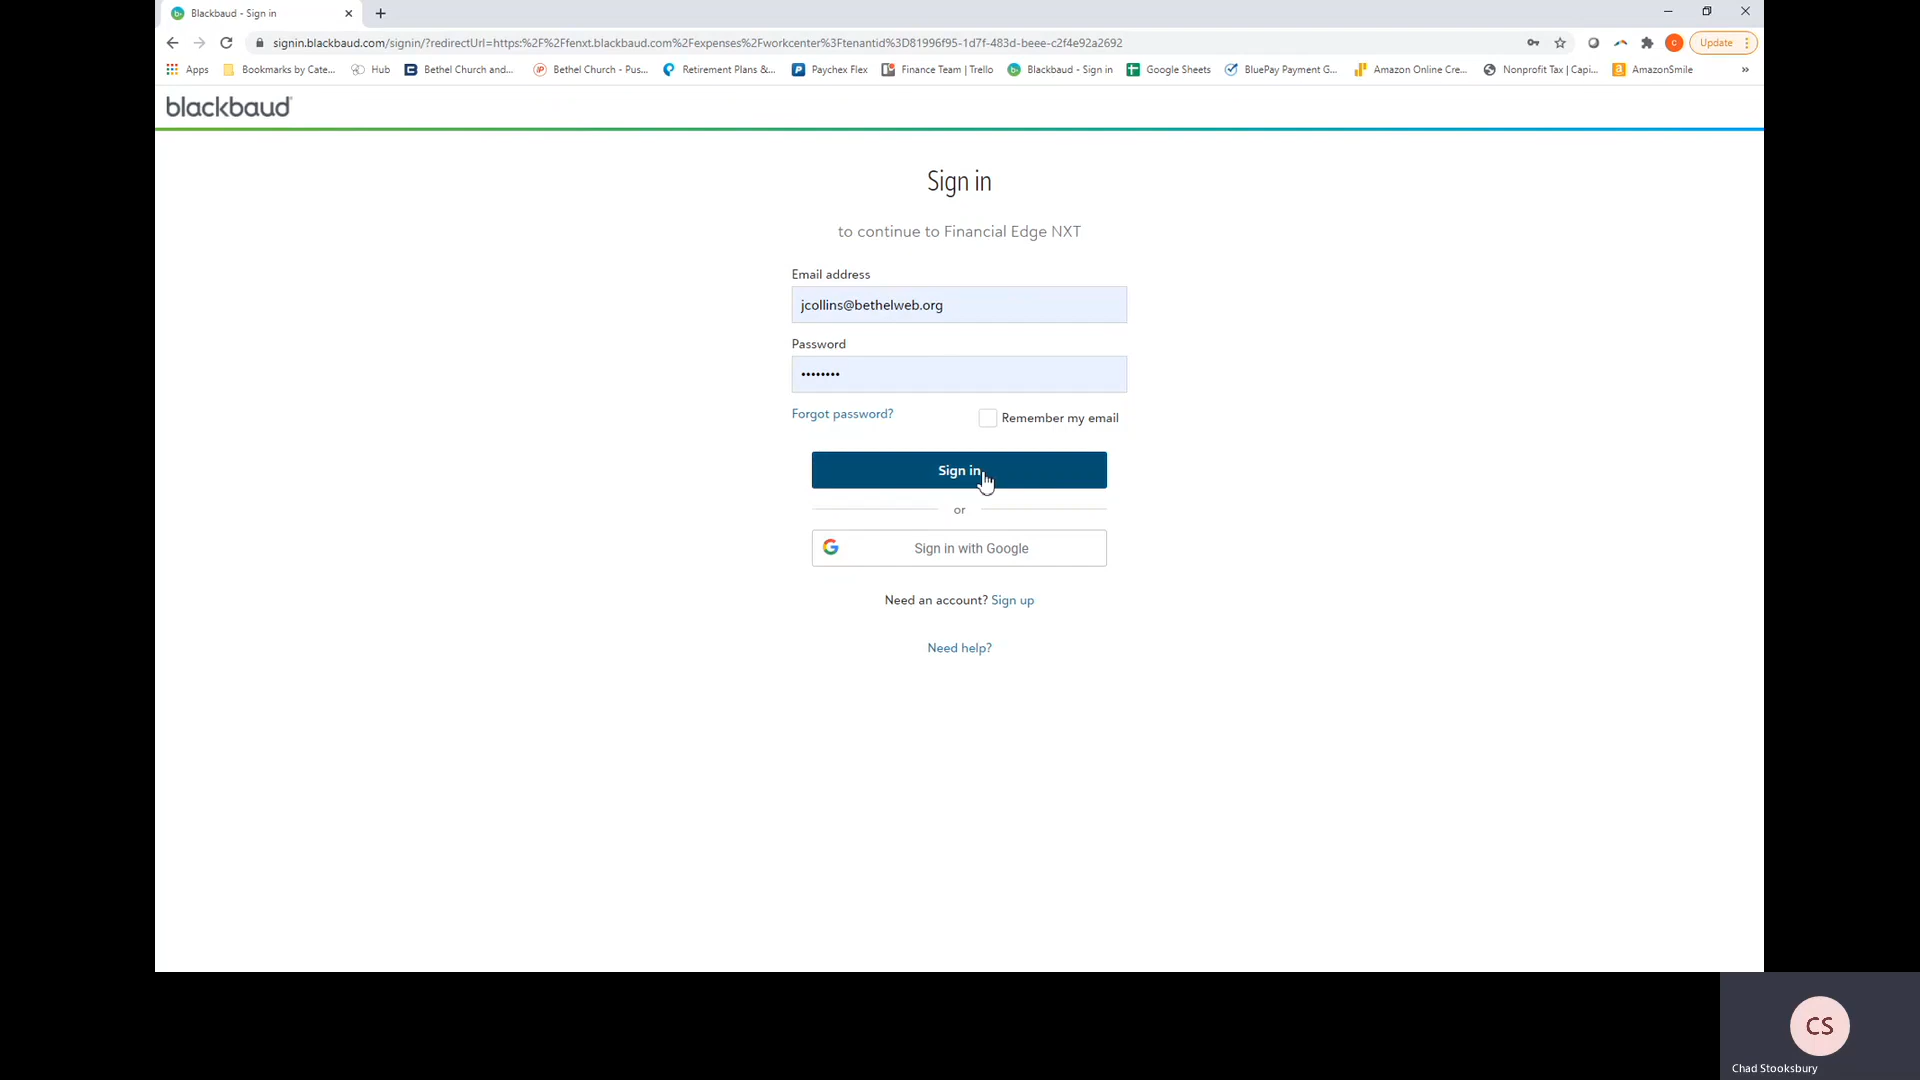 Blackbaud - Sign in
signin.blackbaud.com/signin/?redirectUrl=https:%2F%2Ffenxt.blackbaud.com%2Fexpenses%2Fworkcenter%3Ftenantid%3D81996f95-1d7f-483d-beee-c2f4e92a2692
Update
Apps Bookmarks by Cate... Hub Bethel Church and... Bethel Church - Pus... Retirement Plans &... Paychex Flex Finance Team | Trello Blackbaud - Sign in Google Sheets BluePay Payment G... Amazon Online Cre... Nonprofit Tax | Capi... AmazonSmile »
blackbaud
Sign in
to continue to Financial Edge NXT
Email address
jcollins@bethelweb.org
Password
••••••••
Forgot password? Remember my email
Sign in
or
Sign in with Google
Need an account? Sign up
Need help?
CS
Chad Stooksbury